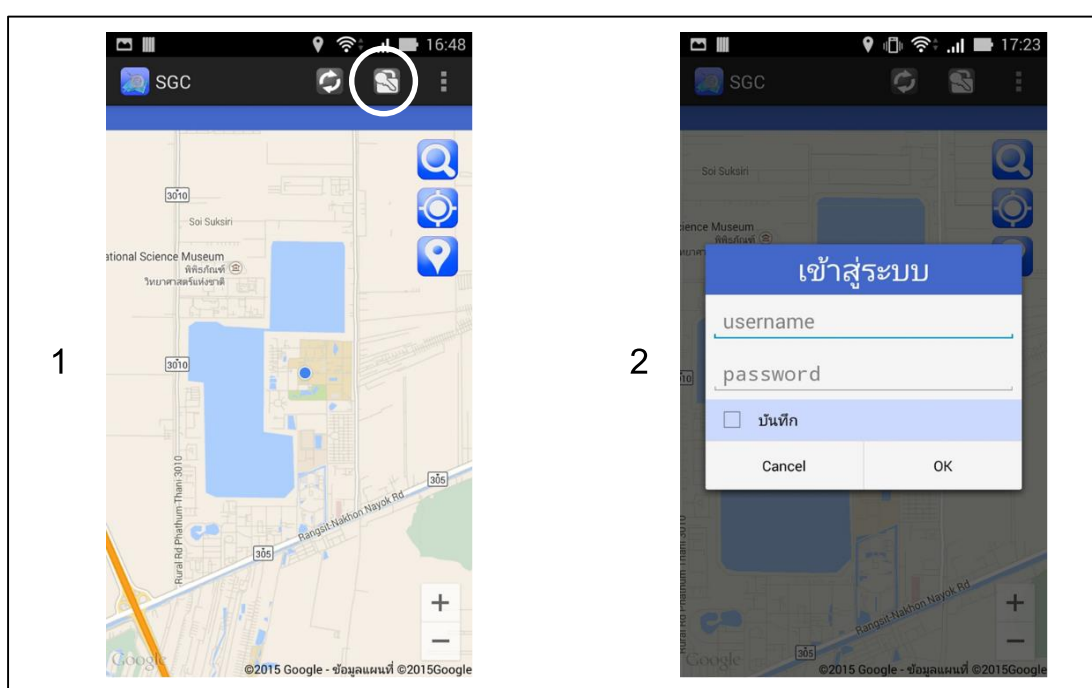 16:48
SGC
3010
Soi Suksiri
ational Science Museum
พิพิธภัณฑ์
วิทยาศาสตร์แห่งชาติ
1
3010
Rural Rd Phathum Thani 3010
305
Rangsit-Nakhon Nayok Rd
305
+
−
Google
©2015 Google - ข้อมูลแผนที่ ©2015Google
17:23
SGC
Soi Suksiri
ience Museum
พิพิธภัณฑ์
เข้าสู่ระบบ
username
2
password
บันทึก
Cancel
OK
Rangsit-Nakhon Nayok Rd
305
+
−
Google
©2015 Google - ข้อมูลแผนที่ ©2015Google